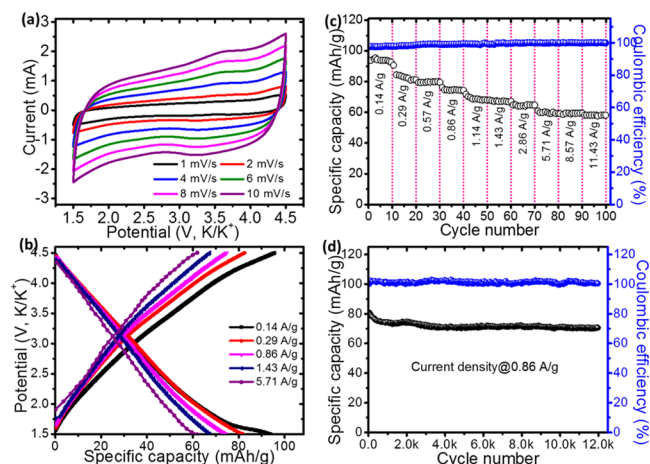 (a)
3
2
1
0
-1
-2
-3
Current (mA)
1 mV/s
2 mV/s
4 mV/s
6 mV/s
8 mV/s
10 mV/s
1.5 2.0 2.5 3.0 3.5 4.0 4.5
Potential (V, K/K⁺)
(c)
120
100
80
60
40
20
0
Specific capacity (mAh/g)
0.14 A/g
0.29 A/g
0.57 A/g
0.86 A/g
1.14 A/g
1.43 A/g
2.86 A/g
5.71 A/g
8.57 A/g
11.43 A/g
100
80
60
40
20
0
Coulombic efficiency (%)
0 10 20 30 40 50 60 70 80 90 100
Cycle number
(b)
4.5
4.0
3.5
3.0
2.5
2.0
1.5
Potential (V, K/K⁺)
0.14 A/g
0.29 A/g
0.86 A/g
1.43 A/g
5.71 A/g
0 20 40 60 80 100
Specific capacity (mAh/g)
(d)
120
100
80
60
40
20
0
Specific capacity (mAh/g)
Current density@0.86 A/g
120
100
80
60
40
20
0
Coulombic efficiency (%)
0.0 2.0k 4.0k 6.0k 8.0k 10.0k 12.0k
Cycle number